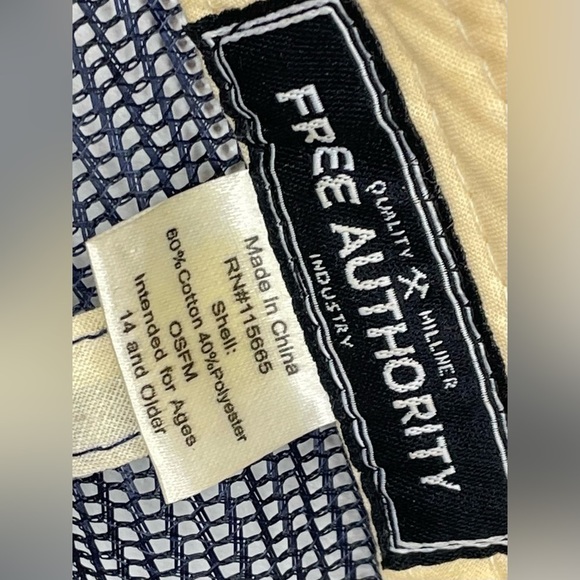 FREE AUTHORITY
QUALITY MILLINER
INDUSTRY
Made In China
RN#115665
Shell:
60%Cotton 40%Polyester
OSFM
Intended for Ages
14 and Older